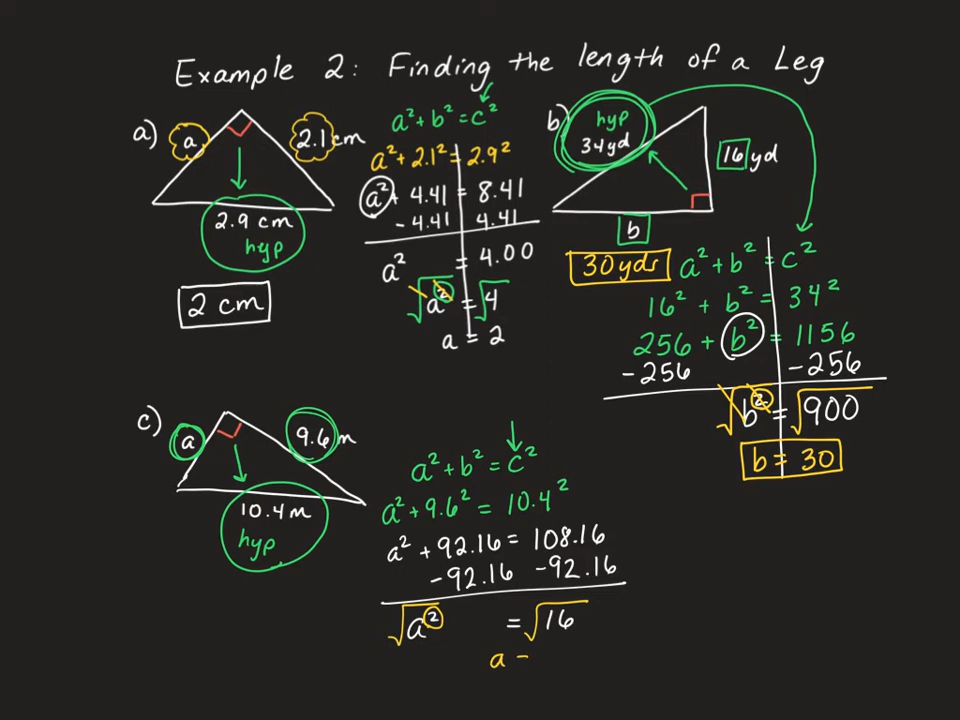 Example 2: Finding the length of a Leg
a)
a
2.1 cm
2.9 cm
hyp
2 cm
a² + b² = c²
a² + 2.1² = 2.9²
a² + 4.41 = 8.41
- 4.41 4.41
a² = 4.00
√a² = √4
a = 2
b)
hyp
34yd
16 yd
b
30 yds
a² + b² = c²
16² + b² = 34²
256 + b² = 1156
-256 -256
√b² = √900
b = 30
c)
a
9.6 m
10.4 m
hyp
a² + b² = c²
a² + 9.6² = 10.4²
a² + 92.16 = 108.16
-92.16 -92.16
√a² = √16
a -